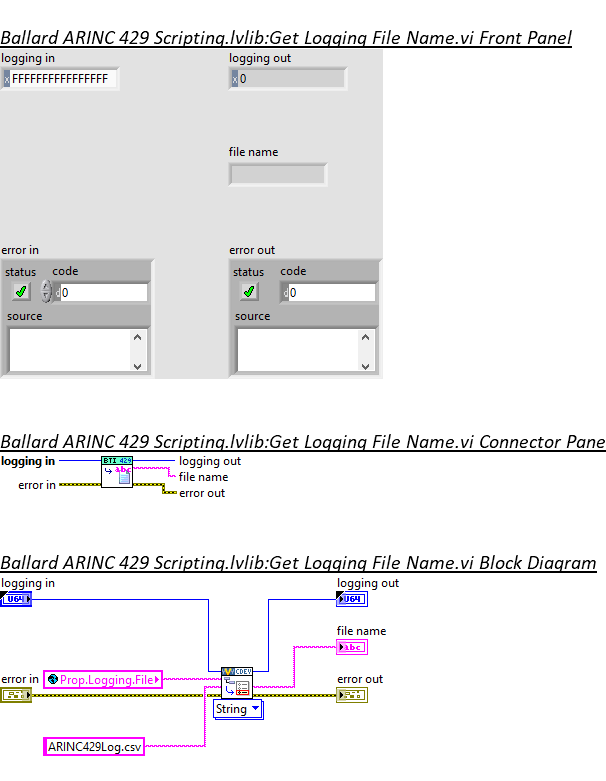 Ballard ARINC 429 Scripting.lvlib:Get Logging File Name.vi Front Panel
logging in
logging out
x FFFFFFFFFFFFFFFF
x 0
file name
error in
error out
status code
status code
d 0
d 0
source
source
Ballard ARINC 429 Scripting.lvlib:Get Logging File Name.vi Connector Pane
logging in
BTI 429
abc
logging out
file name
error in
error out
Ballard ARINC 429 Scripting.lvlib:Get Logging File Name.vi Block Diagram
logging in
logging out
U64
U64
file name
abc
error in
Prop.Logging.File
CDEV
error out
String
ARINC429Log.csv